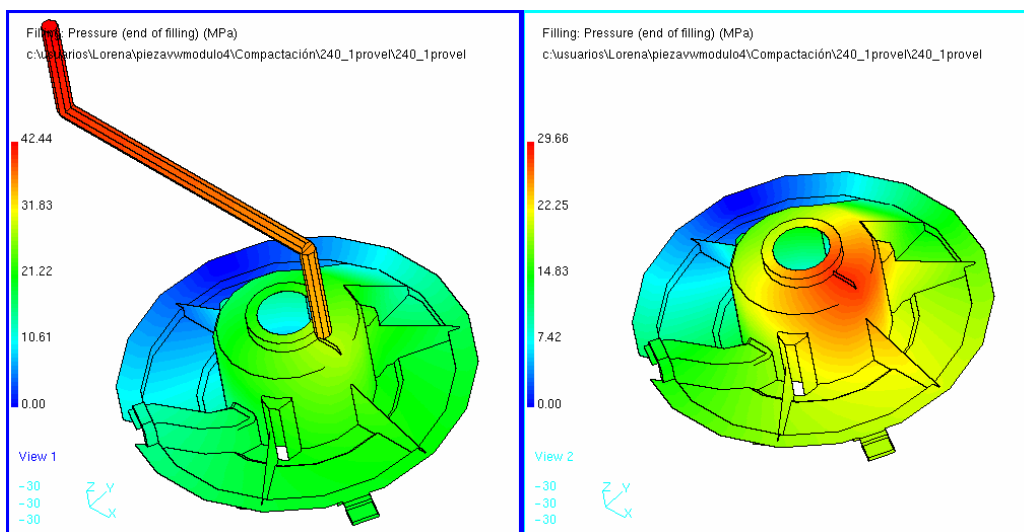 Filling: Pressure (end of filling) (MPa)
c:\usuarios\Lorena\piezavwmodulo4\Compactación\240_1provel\240_1provel
42.44
31.83
21.22
10.61
0.00
View 1
-30
-30
-30
Z
Y
X
Filling: Pressure (end of filling) (MPa)
c:\usuarios\Lorena\piezavwmodulo4\Compactación\240_1provel\240_1provel
29.66
22.25
14.83
7.42
0.00
View 2
-30
-30
-30
Z
Y
X